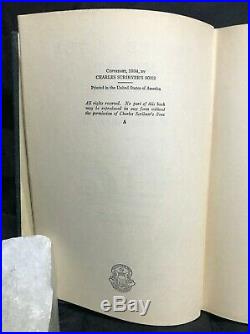 COPYRIGHT, 1934, BY
CHARLES SCRIBNER'S SONS
Printed in the United States of America
All rights reserved. No part of this book
may be reproduced in any form without
the permission of Charles Scribner's Sons
A